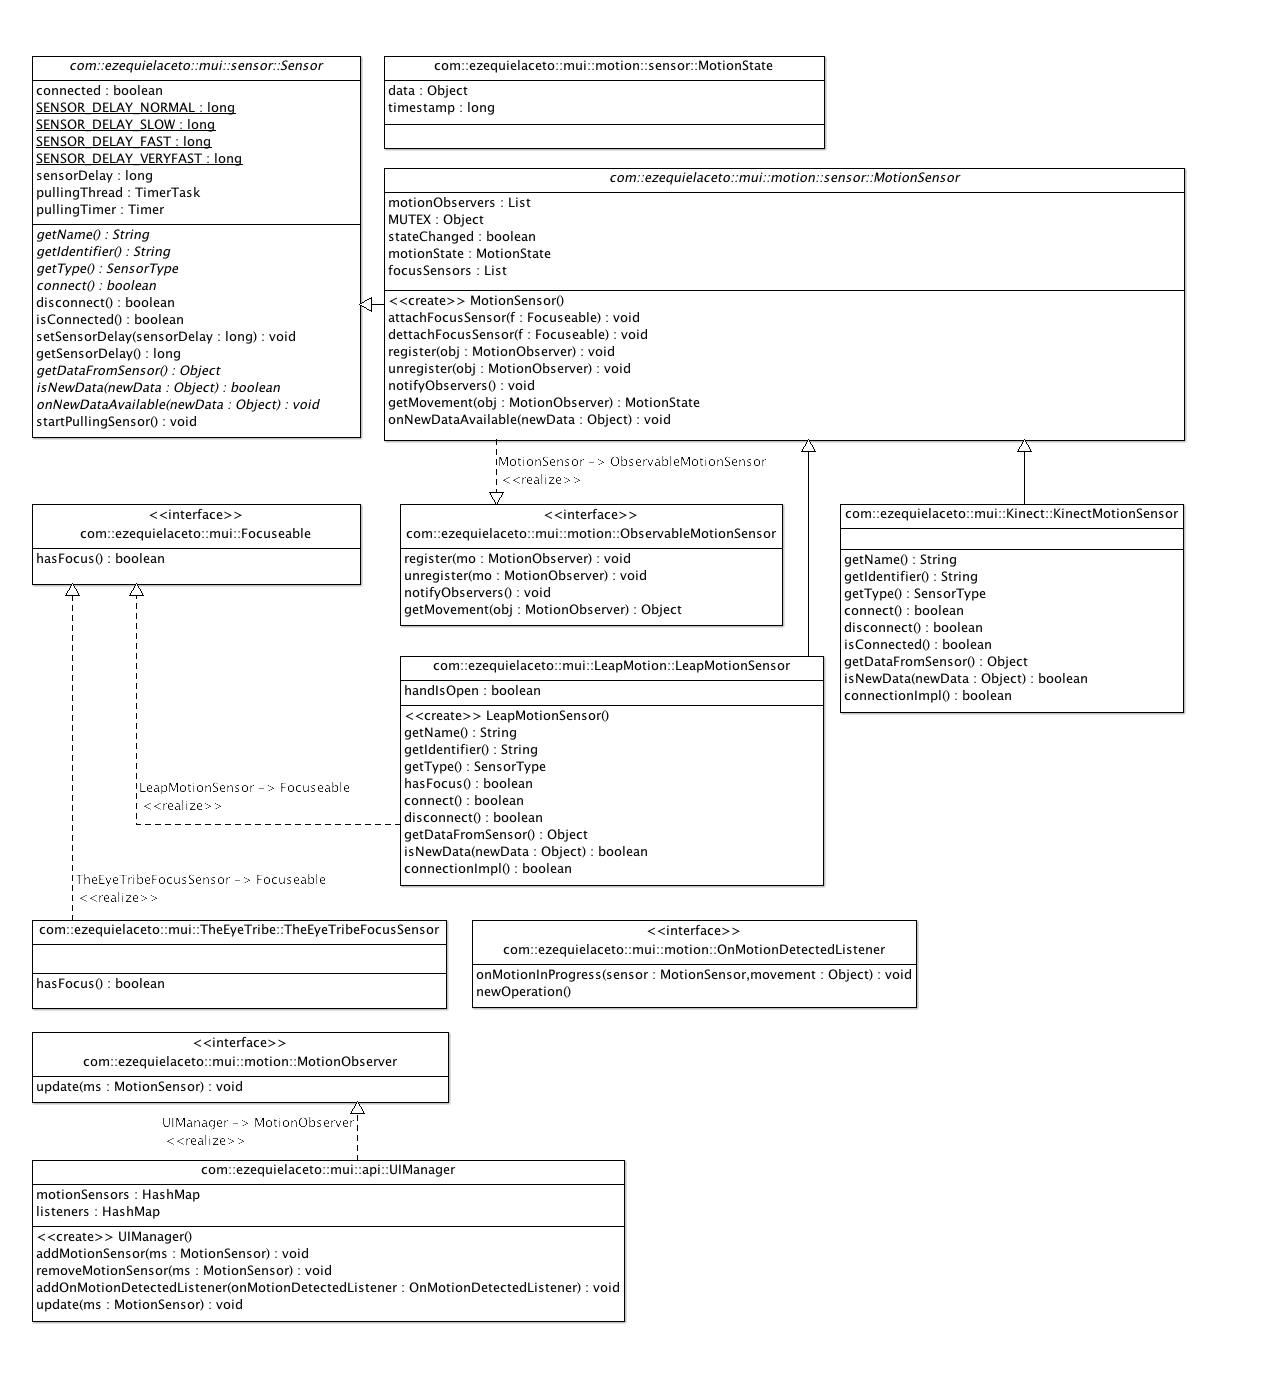 com::ezequielaceto::mui::sensor::Sensor
connected : boolean
SENSOR_DELAY_NORMAL : long
SENSOR_DELAY_SLOW : long
SENSOR_DELAY_FAST : long
SENSOR_DELAY_VERYFAST : long
sensorDelay : long
pullingThread : TimerTask
pullingTimer : Timer
getName() : String
getIdentifier() : String
getType() : SensorType
connect() : boolean
disconnect() : boolean
isConnected() : boolean
setSensorDelay(sensorDelay : long) : void
getSensorDelay() : long
getDataFromSensor() : Object
isNewData(newData : Object) : boolean
onNewDataAvailable(newData : Object) : void
startPullingSensor() : void
com::ezequielaceto::mui::motion::sensor::MotionState
data : Object
timestamp : long
com::ezequielaceto::mui::motion::sensor::MotionSensor
motionObservers : List
MUTEX : Object
stateChanged : boolean
motionState : MotionState
focusSensors : List
<<create>> MotionSensor()
attachFocusSensor(f : Focuseable) : void
dettachFocusSensor(f : Focuseable) : void
register(obj : MotionObserver) : void
unregister(obj : MotionObserver) : void
notifyObservers() : void
getMovement(obj : MotionObserver) : MotionState
onNewDataAvailable(newData : Object) : void
MotionSensor -> ObservableMotionSensor
<<realize>>
<<interface>>
com::ezequielaceto::mui::Focuseable
hasFocus() : boolean
<<interface>>
com::ezequielaceto::mui::motion::ObservableMotionSensor
register(mo : MotionObserver) : void
unregister(mo : MotionObserver) : void
notifyObservers() : void
getMovement(obj : MotionObserver) : Object
com::ezequielaceto::mui::Kinect::KinectMotionSensor
getName() : String
getIdentifier() : String
getType() : SensorType
connect() : boolean
disconnect() : boolean
isConnected() : boolean
getDataFromSensor() : Object
isNewData(newData : Object) : boolean
connectionImpl() : boolean
com::ezequielaceto::mui::LeapMotion::LeapMotionSensor
handIsOpen : boolean
<<create>> LeapMotionSensor()
getName() : String
getIdentifier() : String
getType() : SensorType
hasFocus() : boolean
connect() : boolean
disconnect() : boolean
getDataFromSensor() : Object
isNewData(newData : Object) : boolean
connectionImpl() : boolean
LeapMotionSensor -> Focuseable
<<realize>>
TheEyeTribeFocusSensor -> Focuseable
<<realize>>
com::ezequielaceto::mui::TheEyeTribe::TheEyeTribeFocusSensor
hasFocus() : boolean
<<interface>>
com::ezequielaceto::mui::motion::OnMotionDetectedListener
onMotionInProgress(sensor : MotionSensor,movement : Object) : void
newOperation()
<<interface>>
com::ezequielaceto::mui::motion::MotionObserver
update(ms : MotionSensor) : void
UIManager -> MotionObserver
<<realize>>
com::ezequielaceto::mui::api::UIManager
motionSensors : HashMap
listeners : HashMap
<<create>> UIManager()
addMotionSensor(ms : MotionSensor) : void
removeMotionSensor(ms : MotionSensor) : void
addOnMotionDetectedListener(onMotionDetectedListener : OnMotionDetectedListener) : void
update(ms : MotionSensor) : void